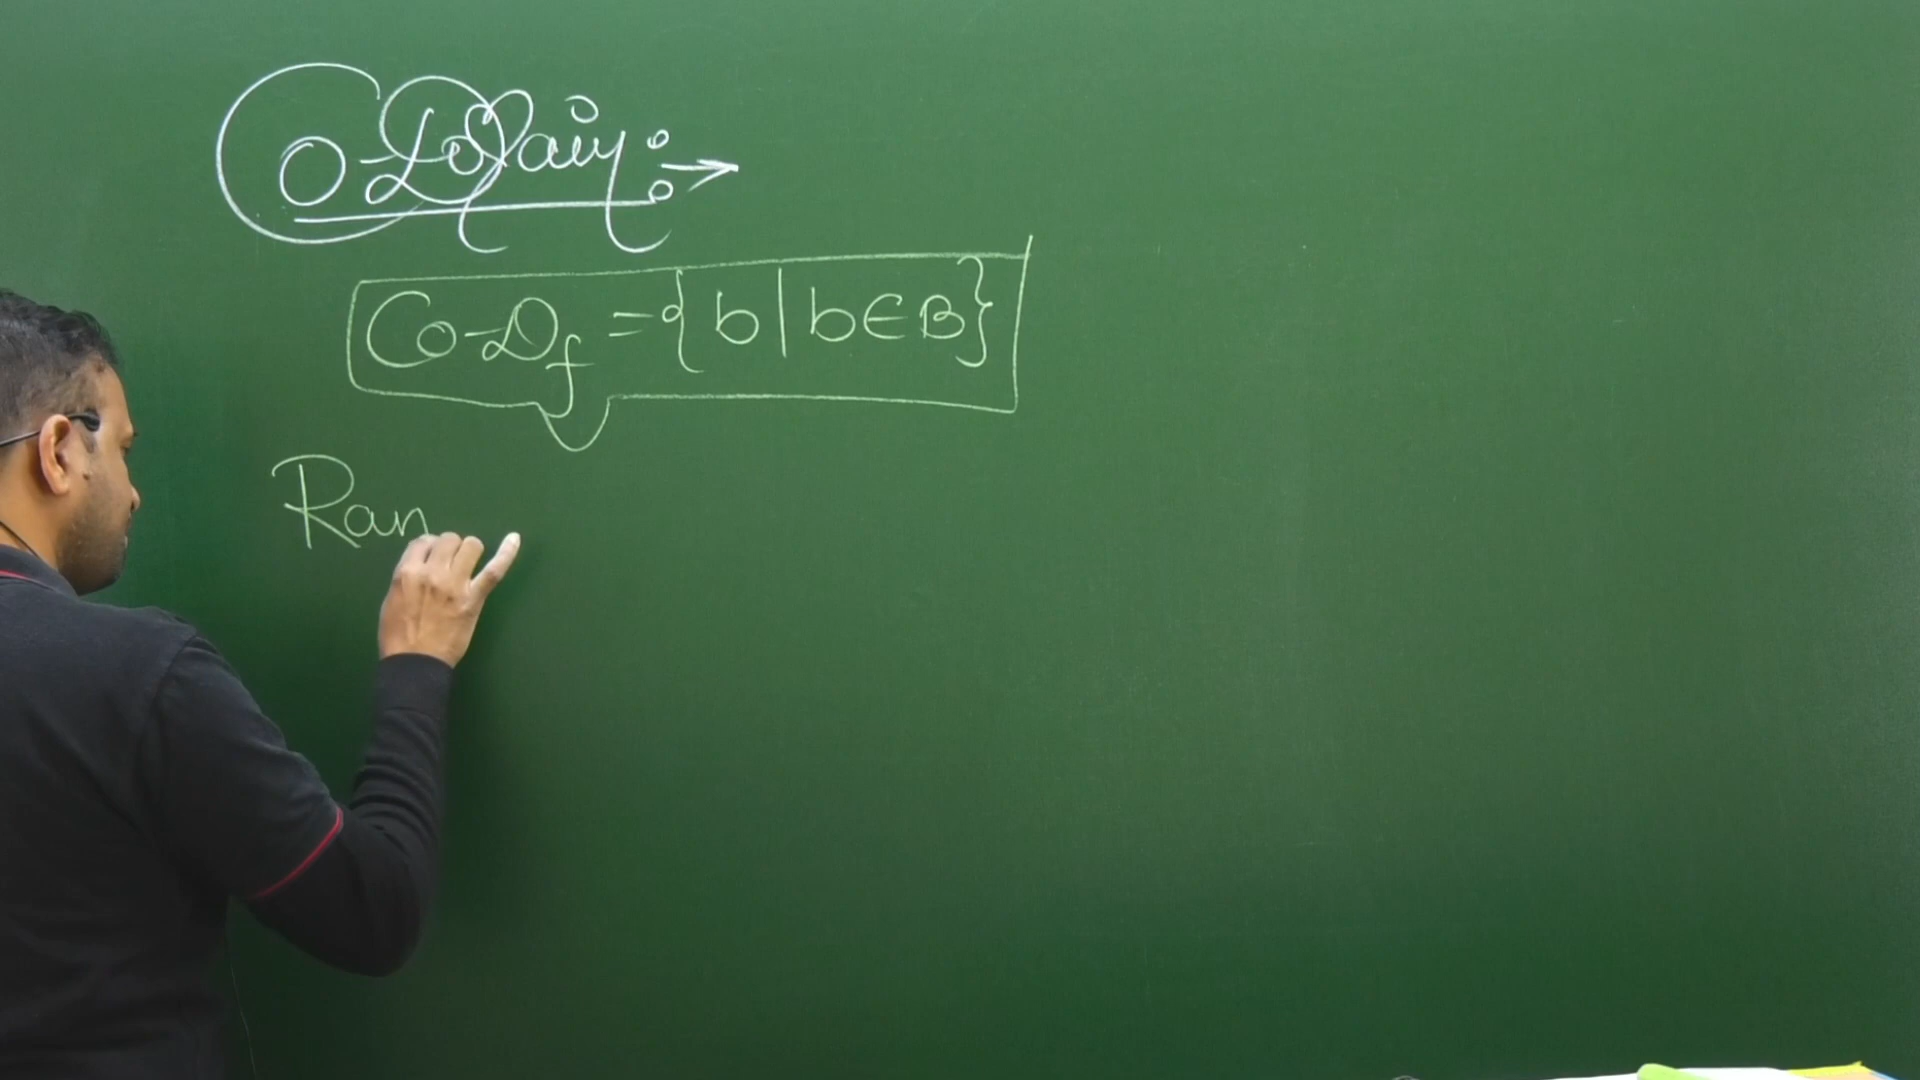 Co-Domain :→
Co-D_f = { b | b ∈ B }
Ran